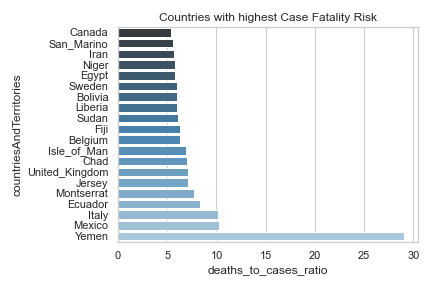 Countries with highest Case Fatality Risk
Canada
San_Marino
Iran
Niger
Egypt
Sweden
Bolivia
Liberia
Sudan
Fiji
Belgium
Isle_of_Man
Chad
United_Kingdom
Jersey
Montserrat
Ecuador
Italy
Mexico
Yemen
countriesAndTerritories
0 5 10 15 20 25 30
deaths_to_cases_ratio